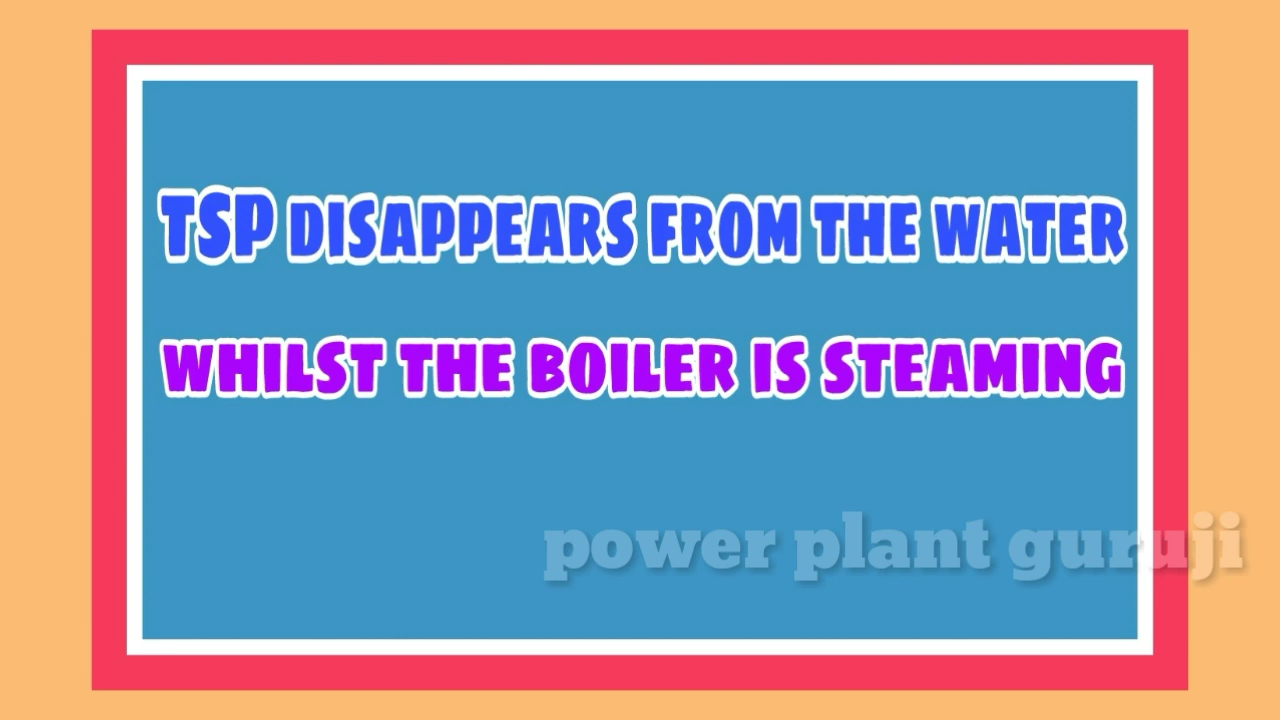 TSP DISAPPEARS FROM THE WATER
WHILST THE BOILER IS STEAMING
power plant guruji